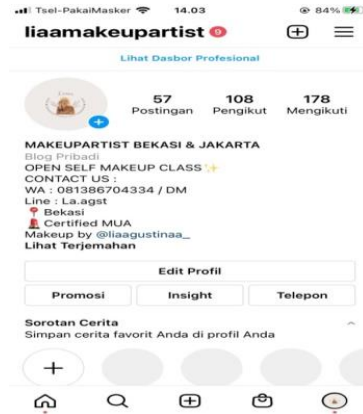 Tsel-PakaiMasker 14.03 84%
liaamakeupartist 9
Lihat Dasbor Profesional
57 108 178
Postingan Pengikut Mengikuti
MAKEUPARTIST BEKASI & JAKARTA
Blog Pribadi
OPEN SELF MAKEUP CLASS ✨
CONTACT US :
WA : 081386704334 / DM
Line : La.agst
📍 Bekasi
💄 Certified MUA
Makeup by @liaagustinaa_
Lihat Terjemahan
Edit Profil
Promosi Insight Telepon
Sorotan Cerita
Simpan cerita favorit Anda di profil Anda